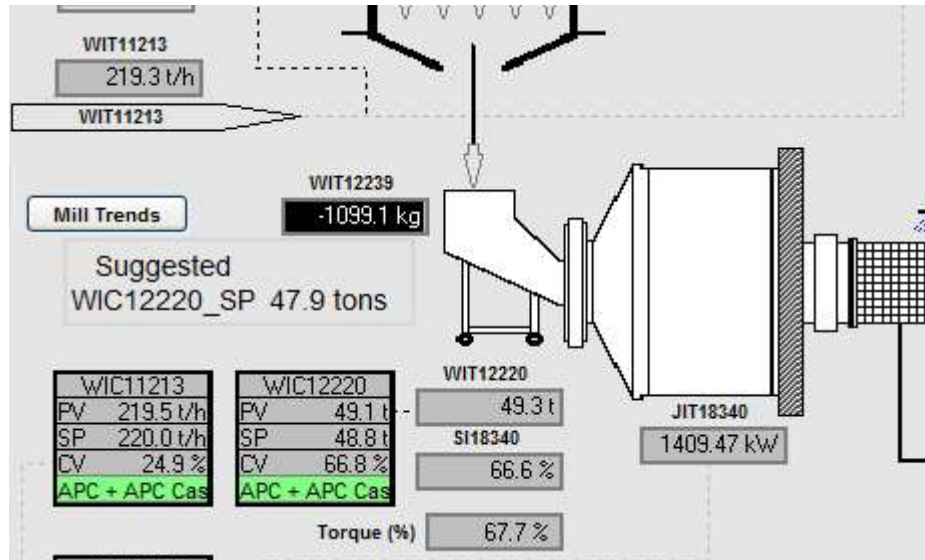 WIT11213
219.3 t/h
WIT11213
WIT12239
-1099.1 kg
Mill Trends
Suggested
WIC12220_SP 47.9 tons
WIC11213
PV 219.5 t/h
SP 220.0 t/h
CV 24.9 %
APC + APC Cas
WIC12220
PV 49.1 t
SP 48.8 t
CV 66.8 %
APC + APC Cas
WIT12220
49.3 t
SI18340
66.6 %
Torque (%) 67.7 %
JIT18340
1409.47 kW